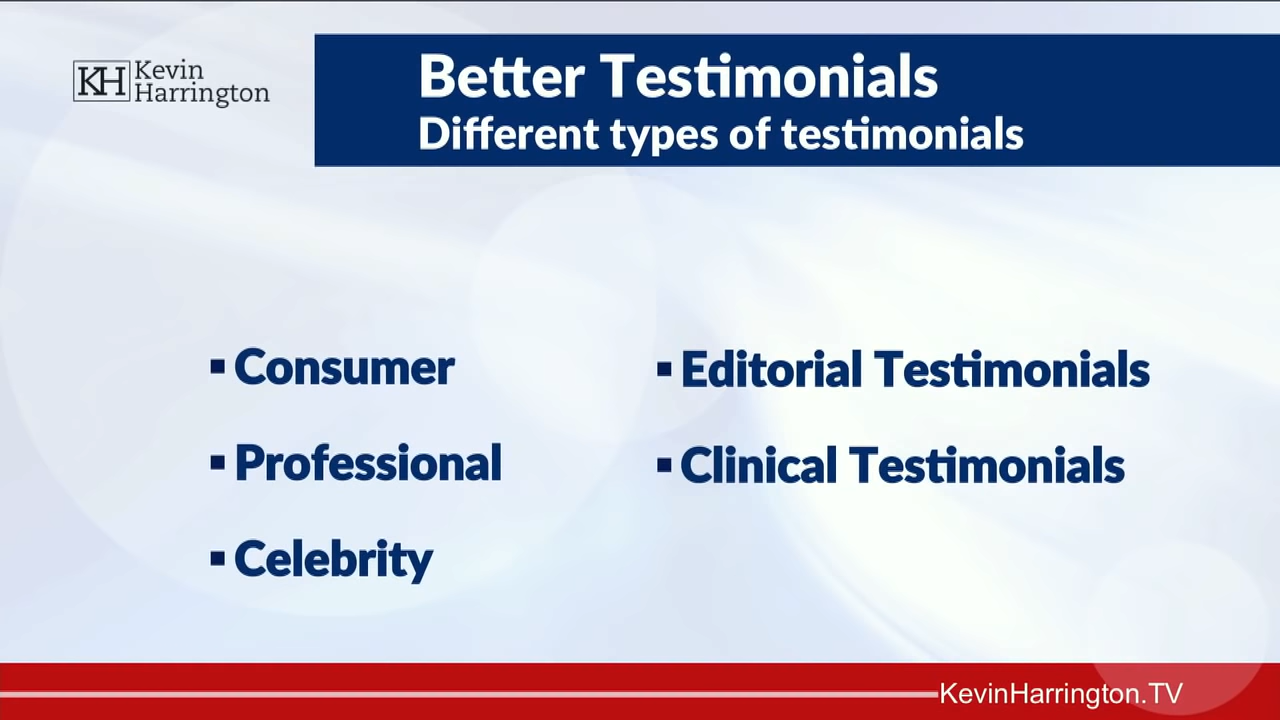 KH Kevin
Harrington
Better Testimonials
Different types of testimonials
▪ Consumer
▪ Professional
▪ Celebrity
▪ Editorial Testimonials
▪ Clinical Testimonials
KevinHarrington.TV